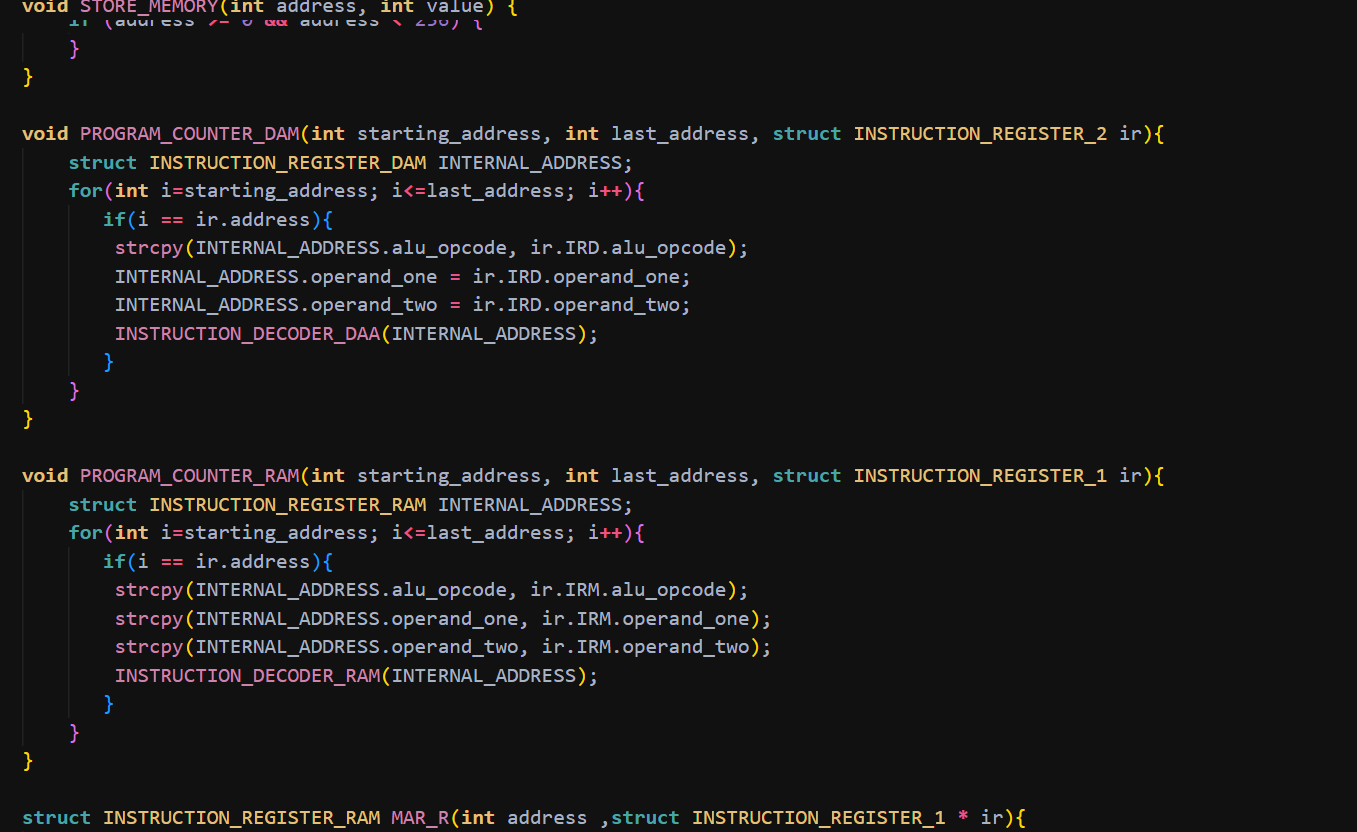 void STORE_MEMORY(int address, int value) {
if (address >= 0 && address < 256) {
}
}
void PROGRAM_COUNTER_DAM(int starting_address, int last_address, struct INSTRUCTION_REGISTER_2 ir){
struct INSTRUCTION_REGISTER_DAM INTERNAL_ADDRESS;
for(int i=starting_address; i<=last_address; i++){
if(i == ir.address){
strcpy(INTERNAL_ADDRESS.alu_opcode, ir.IRD.alu_opcode);
INTERNAL_ADDRESS.operand_one = ir.IRD.operand_one;
INTERNAL_ADDRESS.operand_two = ir.IRD.operand_two;
INSTRUCTION_DECODER_DAA(INTERNAL_ADDRESS);
}
}
}
void PROGRAM_COUNTER_RAM(int starting_address, int last_address, struct INSTRUCTION_REGISTER_1 ir){
struct INSTRUCTION_REGISTER_RAM INTERNAL_ADDRESS;
for(int i=starting_address; i<=last_address; i++){
if(i == ir.address){
strcpy(INTERNAL_ADDRESS.alu_opcode, ir.IRM.alu_opcode);
strcpy(INTERNAL_ADDRESS.operand_one, ir.IRM.operand_one);
strcpy(INTERNAL_ADDRESS.operand_two, ir.IRM.operand_two);
INSTRUCTION_DECODER_RAM(INTERNAL_ADDRESS);
}
}
}
struct INSTRUCTION_REGISTER_RAM MAR_R(int address ,struct INSTRUCTION_REGISTER_1 * ir){